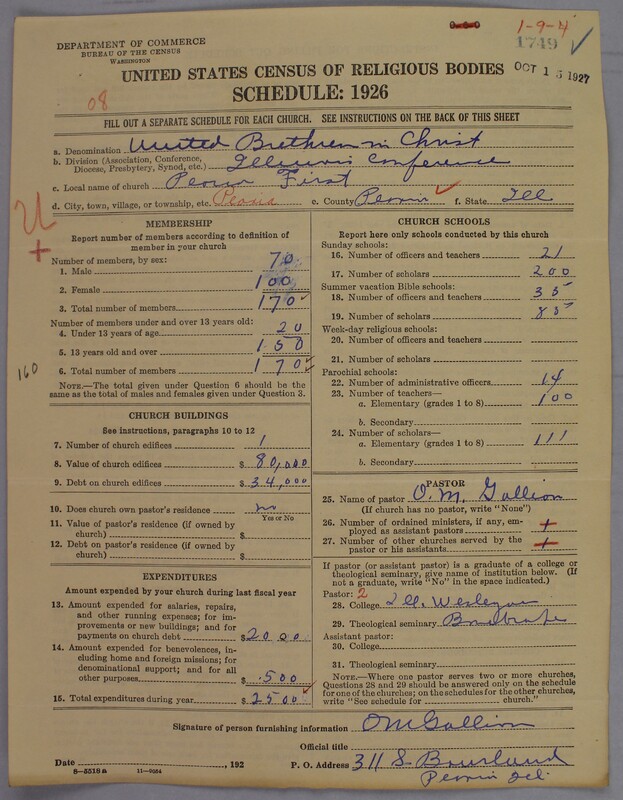 1-9-4
1749
DEPARTMENT OF COMMERCE
BUREAU OF THE CENSUS
WASHINGTON
OCT 15 1927
UNITED STATES CENSUS OF RELIGIOUS BODIES
SCHEDULE: 1926
08
FILL OUT A SEPARATE SCHEDULE FOR EACH CHURCH. SEE INSTRUCTIONS ON THE BACK OF THIS SHEET
a. Denomination United Brethren in Christ
b. Division (Association, Conference, Diocese, Presbytery, Synod, etc.) Illinois Conference
c. Local name of church Peoria First
d. City, town, village, or township, etc. Peoria e. County Peoria f. State Ill
MEMBERSHIP
Report number of members according to definition of
member in your church
Number of members, by sex:
1. Male 70
2. Female 100
3. Total number of members 170
Number of members under and over 13 years old:
4. Under 13 years of age 20
5. 13 years old and over 150
6. Total number of members 170
160
NOTE.—The total given under Question 6 should be the
same as the total of males and females given under Question 3.
CHURCH BUILDINGS
See instructions, paragraphs 10 to 12
7. Number of church edifices 1
8. Value of church edifices $ 80,000
9. Debt on church edifices $ 34,000
10. Does church own pastor's residence? no
Yes or No
11. Value of pastor's residence (if owned by
church) $
12. Debt on pastor's residence (if owned by
church) $
EXPENDITURES
Amount expended by your church during last fiscal year
13. Amount expended for salaries, repairs,
and other running expenses; for im-
provements or new buildings; and for
payments on church debt $ 2000
14. Amount expended for benevolences, in-
cluding home and foreign missions; for
denominational support; and for all
other purposes $ 500
15. Total expenditures during year $ 2500
CHURCH SCHOOLS
Report here only schools conducted by this church
Sunday schools:
16. Number of officers and teachers 21
17. Number of scholars 200
Summer vacation Bible schools:
18. Number of officers and teachers 35
19. Number of scholars 85
Week-day religious schools:
20. Number of officers and teachers
21. Number of scholars
Parochial schools:
22. Number of administrative officers 14
23. Number of teachers—
a. Elementary (grades 1 to 8) 100
b. Secondary
24. Number of scholars—
a. Elementary (grades 1 to 8) 111
b. Secondary
PASTOR
25. Name of pastor O. M. Gallion
(If church has no pastor, write "None")
26. Number of ordained ministers, if any, em-
ployed as assistant pastors +
27. Number of other churches served by the
pastor or his assistants +
If pastor (or assistant pastor) is a graduate of a college or
theological seminary, give name of institution below. (If
not a graduate, write "No" in the space indicated.)
Pastor: 2
28. College Ill. Wesleyan
29. Theological seminary Bonebrake
Assistant pastor:
30. College
31. Theological seminary
NOTE.—Where one pastor serves two or more churches,
Questions 28 and 29 should be answered only on the schedule
for one of the churches; on the schedules for the other churches,
write "See schedule for church."
Signature of person furnishing information O M Gallion
Official title
Date , 192 P. O. Address 311 S. Bourland
Peoria Ill.
8-5518a 11-9054